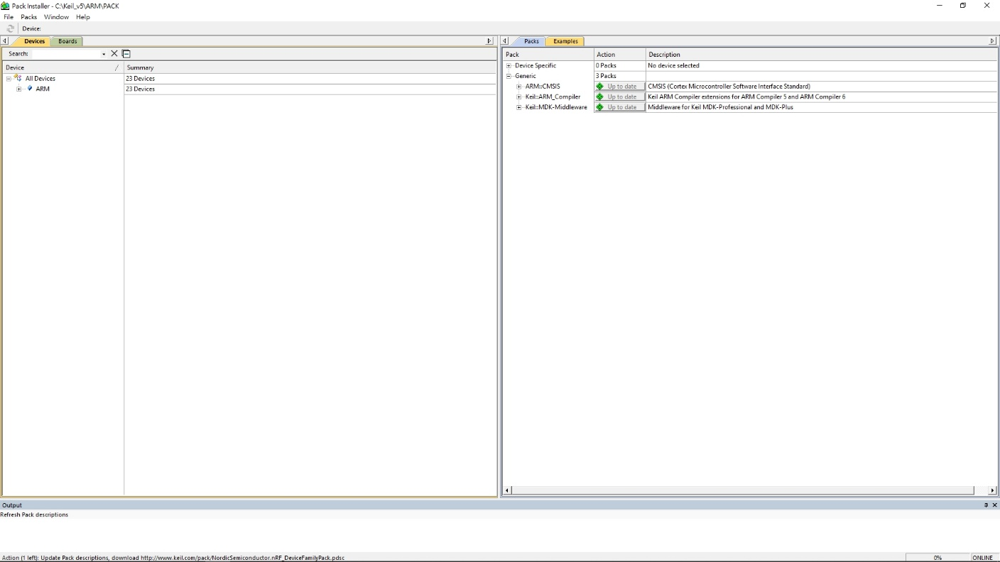 Pack Installer - C:\Keil_v5\ARM\PACK
File Packs Window Help
Device:
Devices Boards
Search:
Device / Summary
All Devices 23 Devices
ARM 23 Devices
Packs Examples
Pack Action Description
Device Specific 0 Packs No device selected
Generic 3 Packs
ARM::CMSIS Up to date CMSIS (Cortex Microcontroller Software Interface Standard)
Keil::ARM_Compiler Up to date Keil ARM Compiler extensions for ARM Compiler 5 and ARM Compiler 6
Keil::MDK-Middleware Up to date Middleware for Keil MDK-Professional and MDK-Plus
Output
Refresh Pack descriptions
Action (1 left): Update Pack descriptions, download http://www.keil.com/pack/NordicSemiconductor.nRF_DeviceFamilyPack.pdsc 0% ONLINE